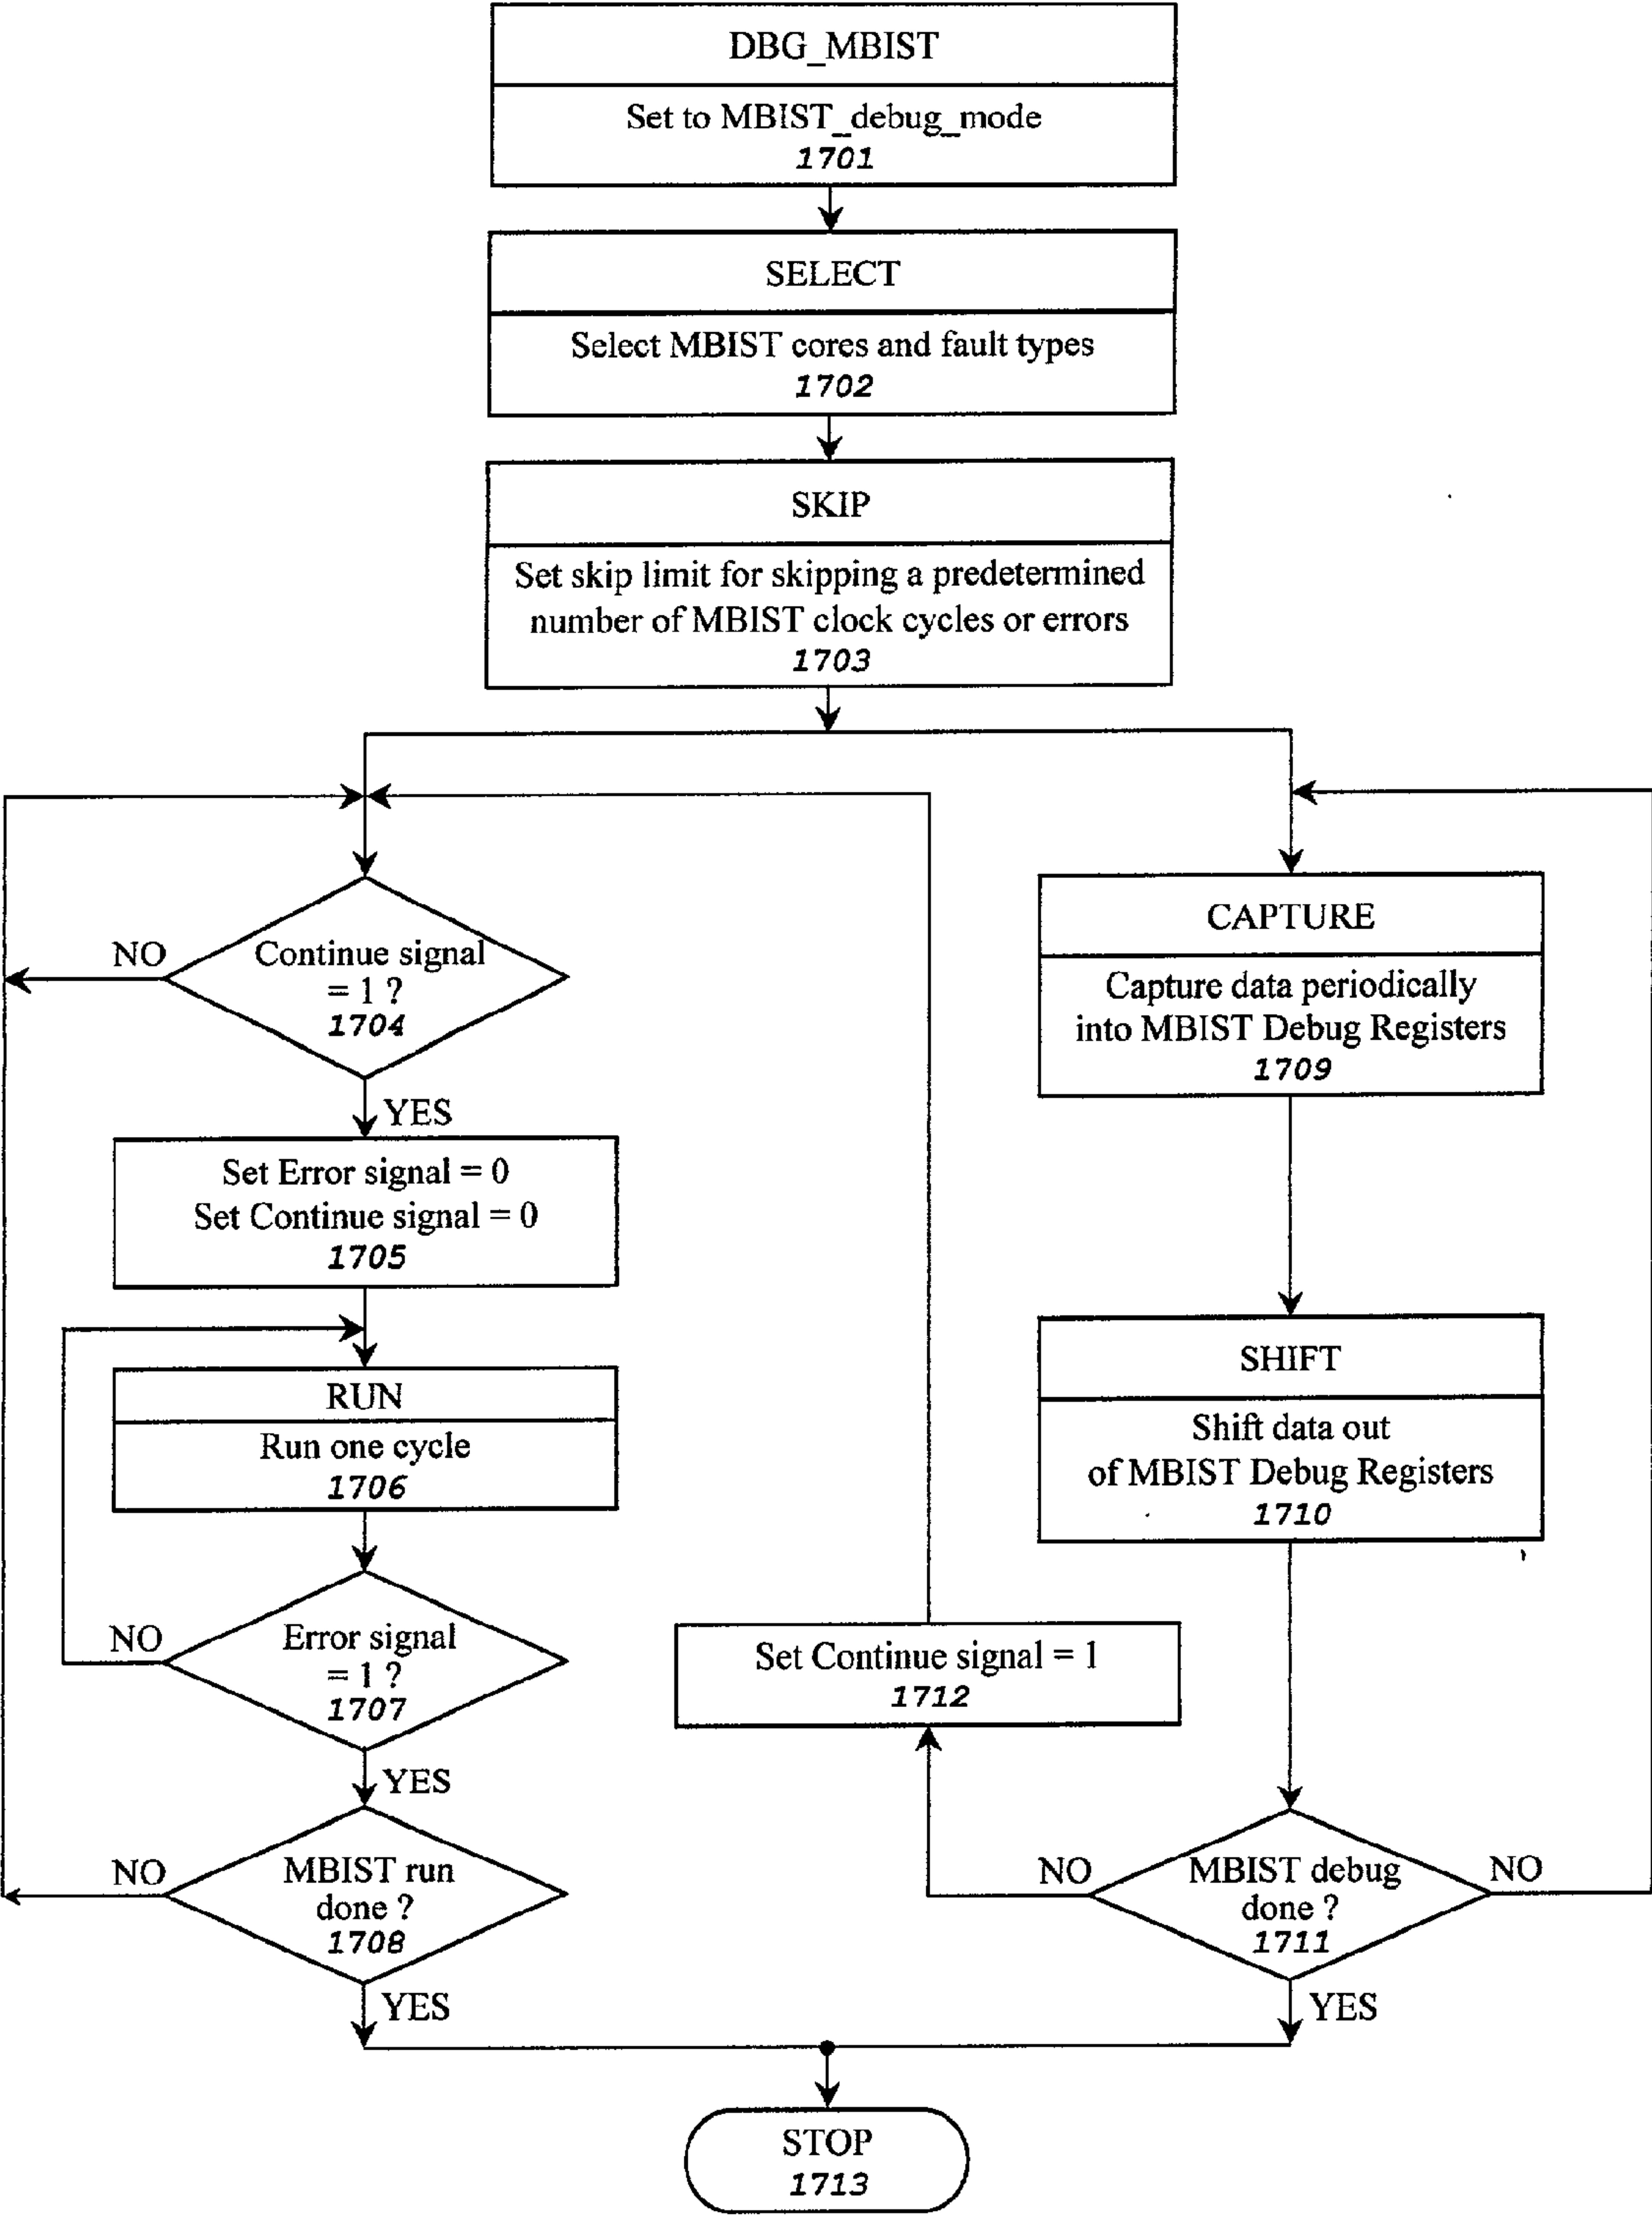 DBG_MBIST
Set to MBIST_debug_mode
1701
SELECT
Select MBIST cores and fault types
1702
SKIP
Set skip limit for skipping a predetermined
number of MBIST clock cycles or errors
1703
NO
Continue signal
= 1 ?
1704
YES
Set Error signal = 0
Set Continue signal = 0
1705
RUN
Run one cycle
1706
NO
Error signal
= 1 ?
1707
YES
NO
MBIST run
done ?
1708
YES
CAPTURE
Capture data periodically
into MBIST Debug Registers
1709
SHIFT
Shift data out
of MBIST Debug Registers
1710
Set Continue signal = 1
1712
NO
MBIST debug
done ?
1711
NO
YES
STOP
1713